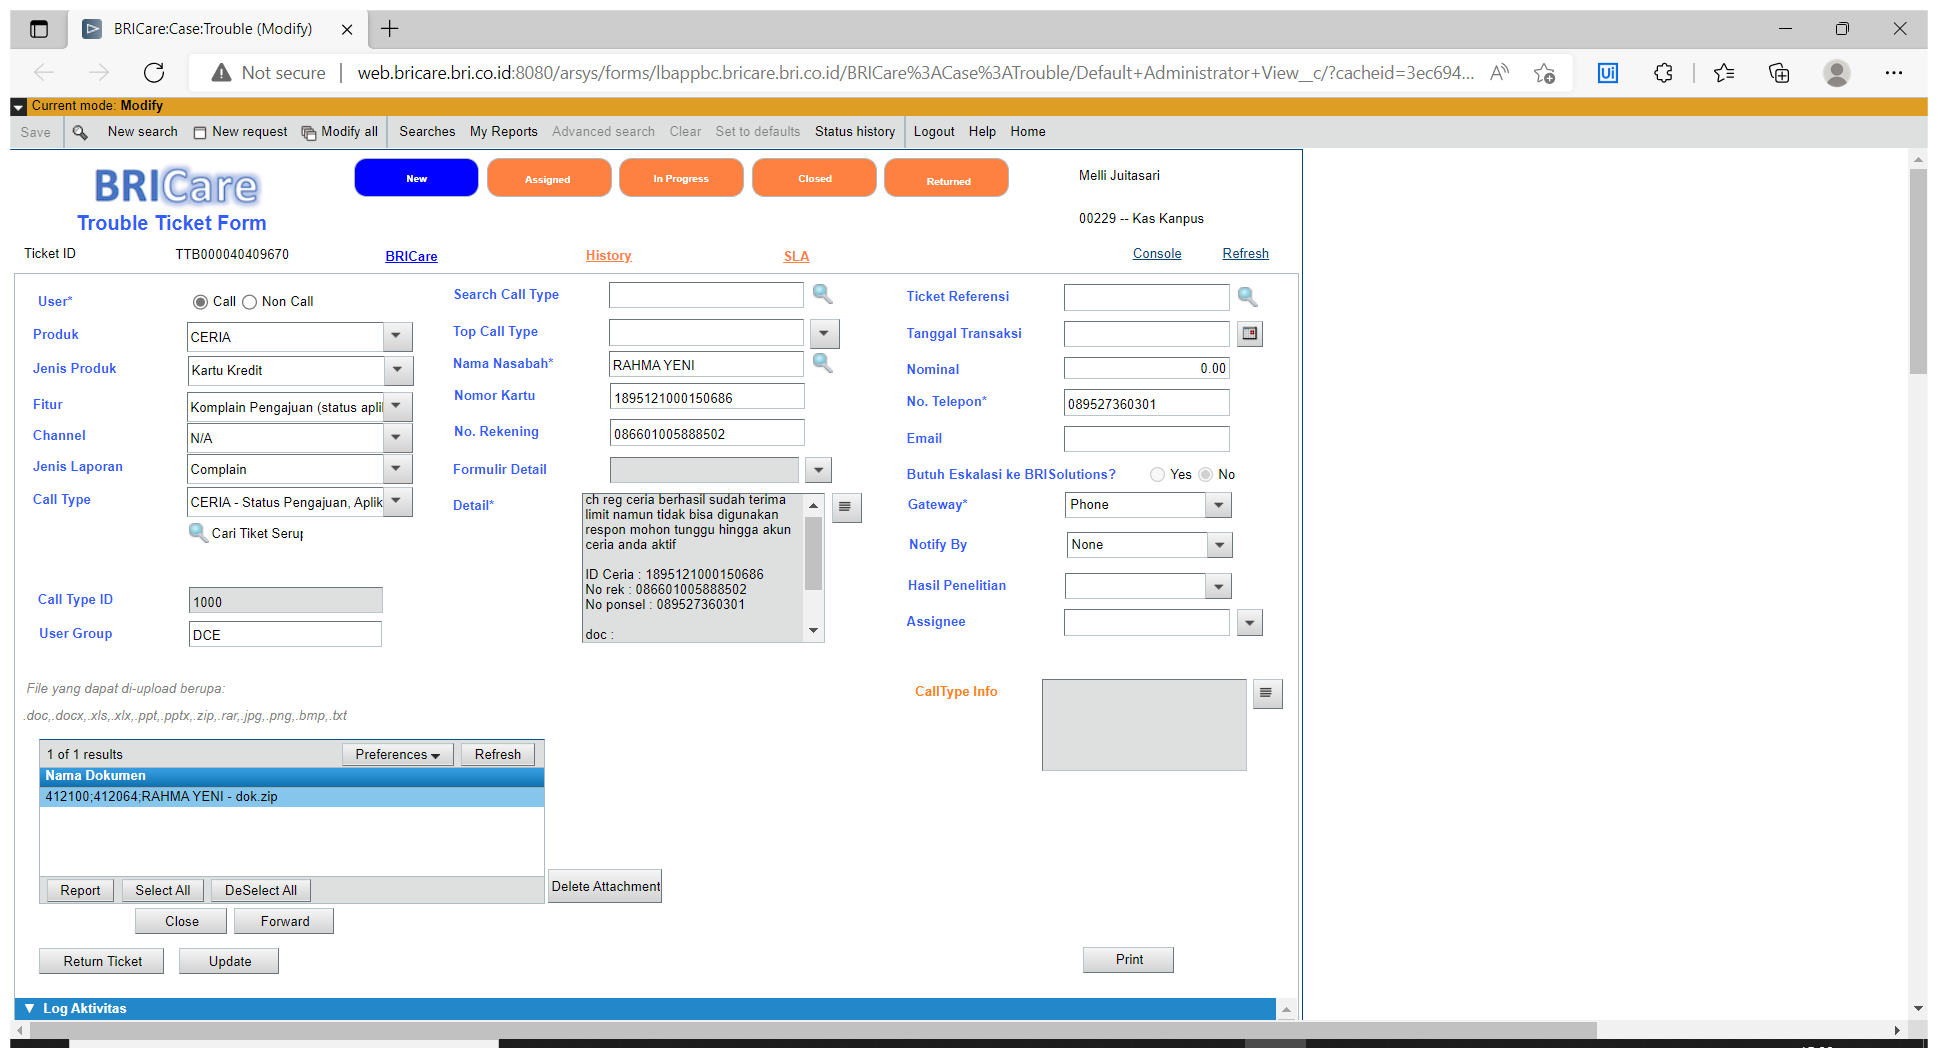 BRICare:Case:Trouble (Modify)
Not secure
web.bricare.bri.co.id:8080/arsys/forms/lbappbc.bricare.bri.co.id/BRICare%3ACase%3ATrouble/Default+Administrator+View__c/?cacheid=3ec694...
Current mode: Modify
Save New search New request Modify all Searches My Reports Advanced search Clear Set to defaults Status history Logout Help Home
BRICare
Trouble Ticket Form
New Assigned In Progress Closed Returned
Melli Juitasari
00229 -- Kas Kanpus
Ticket ID TTB000040409670 BRICare History SLA Console Refresh
User* Call Non Call
Produk CERIA
Jenis Produk Kartu Kredit
Fitur Komplain Pengajuan (status apli
Channel N/A
Jenis Laporan Complain
Call Type CERIA - Status Pengajuan, Aplik
Cari Tiket Seru
Call Type ID 1000
User Group DCE
Search Call Type
Top Call Type
Nama Nasabah* RAHMA YENI
Nomor Kartu 1895121000150686
No. Rekening 086601005888502
Formulir Detail
Detail*
ch reg ceria berhasil sudah terima
limit namun tidak bisa digunakan
respon mohon tunggu hingga akun
ceria anda aktif
ID Ceria : 1895121000150686
No rek : 086601005888502
No ponsel : 089527360301
doc :
Ticket Referensi
Tanggal Transaksi
Nominal 0.00
No. Telepon* 089527360301
Email
Butuh Eskalasi ke BRISolutions? Yes No
Gateway* Phone
Notify By None
Hasil Penelitian
Assignee
CallType Info
File yang dapat di-upload berupa:
.doc,.docx,.xls,.xlx,.ppt,.pptx,.zip,.rar,.jpg,.png,.bmp,.txt
1 of 1 results Preferences Refresh
Nama Dokumen
412100;412064;RAHMA YENI - dok.zip
Report Select All DeSelect All
Delete Attachment
Close Forward
Return Ticket Update
Print
Log Aktivitas